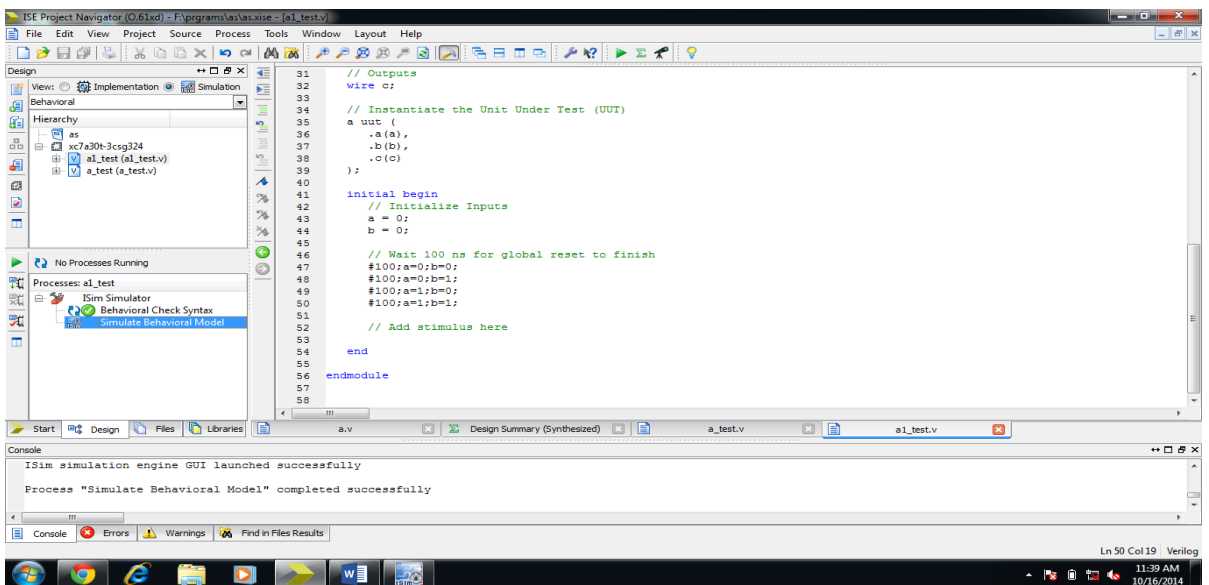 ISE Project Navigator (O.61xd) - F:\prgrams\as\as.xise - [a1_test.v]
File Edit View Project Source Process Tools Window Layout Help
Design
View: Implementation Simulation
Behavioral
Hierarchy
as
xc7a30t-3csg324
a1_test (a1_test.v)
a_test (a_test.v)
No Processes Running
Processes: a1_test
ISim Simulator
Behavioral Check Syntax
Simulate Behavioral Model
31 // Outputs
32 wire c;
33
34 // Instantiate the Unit Under Test (UUT)
35 a uut (
36 .a(a),
37 .b(b),
38 .c(c)
39 );
40
41 initial begin
42 // Initialize Inputs
43 a = 0;
44 b = 0;
45
46 // Wait 100 ns for global reset to finish
47 #100;a=0;b=0;
48 #100;a=0;b=1;
49 #100;a=1;b=0;
50 #100;a=1;b=1;
51
52 // Add stimulus here
53
54 end
55
56 endmodule
57
58
Start Design Files Libraries
a.v Design Summary (Synthesized) a_test.v a1_test.v
Console
ISim simulation engine GUI launched successfully
Process "Simulate Behavioral Model" completed successfully
Console Errors Warnings Find in Files Results
Ln 50 Col 19 Verilog
11:39 AM
10/16/2014